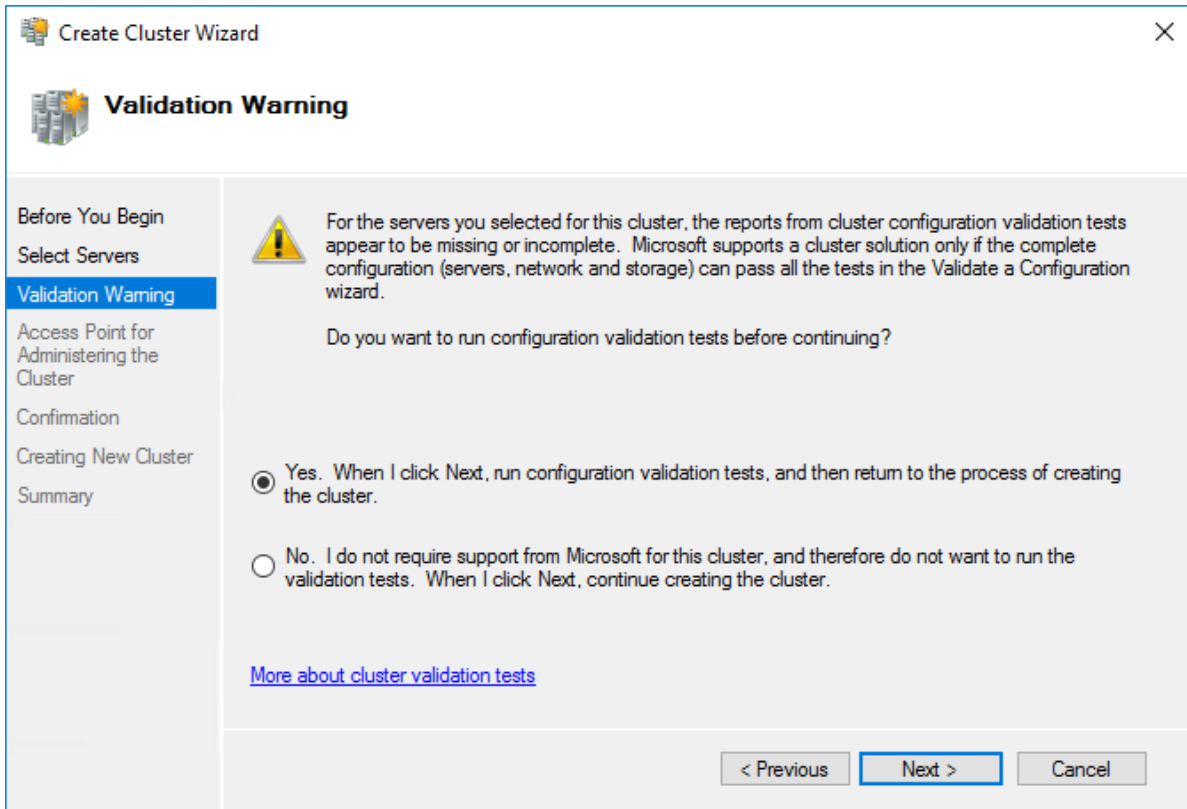 Create Cluster Wizard
Validation Warning
Before You Begin
Select Servers
Validation Warning
Access Point for
Administering the
Cluster
Confirmation
Creating New Cluster
Summary
For the servers you selected for this cluster, the reports from cluster configuration validation tests
appear to be missing or incomplete.  Microsoft supports a cluster solution only if the complete
configuration (servers, network and storage) can pass all the tests in the Validate a Configuration
wizard.
Do you want to run configuration validation tests before continuing?
Yes.  When I click Next, run configuration validation tests, and then return to the process of creating
the cluster.
No.  I do not require support from Microsoft for this cluster, and therefore do not want to run the
validation tests.  When I click Next, continue creating the cluster.
More about cluster validation tests
< Previous
Next >
Cancel